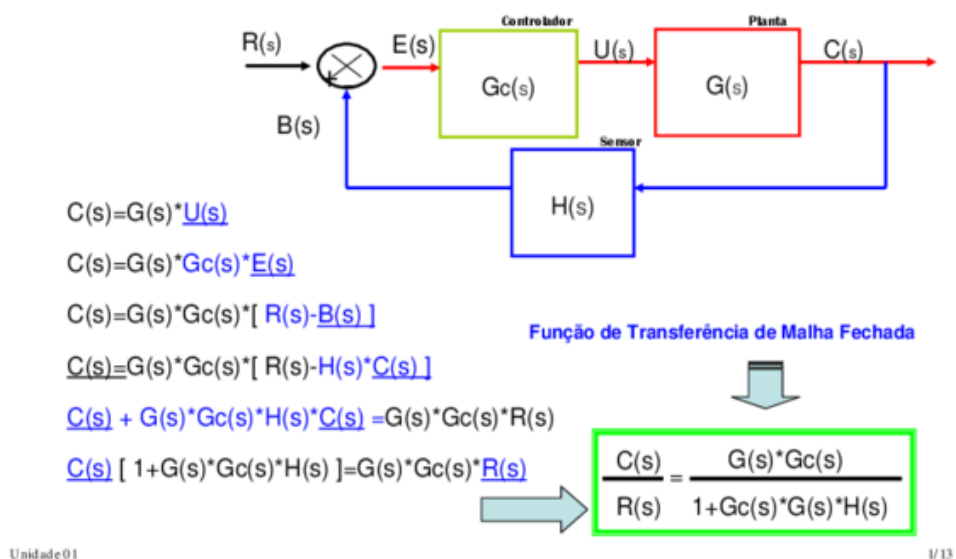 Controlador
Planta
R(s)
E(s)
U(s)
C(s)
Gc(s)
G(s)
B(s)
Sensor
H(s)
C(s)=G(s)*U(s)
C(s)=G(s)*Gc(s)*E(s)
C(s)=G(s)*Gc(s)*[ R(s)-B(s) ]
C(s)=G(s)*Gc(s)*[ R(s)-H(s)*C(s) ]
C(s) + G(s)*Gc(s)*H(s)*C(s) =G(s)*Gc(s)*R(s)
C(s) [ 1+G(s)*Gc(s)*H(s) ]=G(s)*Gc(s)*R(s)
Função de Transferência de Malha Fechada
C(s)
R(s)
=
G(s)*Gc(s)
1+Gc(s)*G(s)*H(s)
Unidade 01
1/13